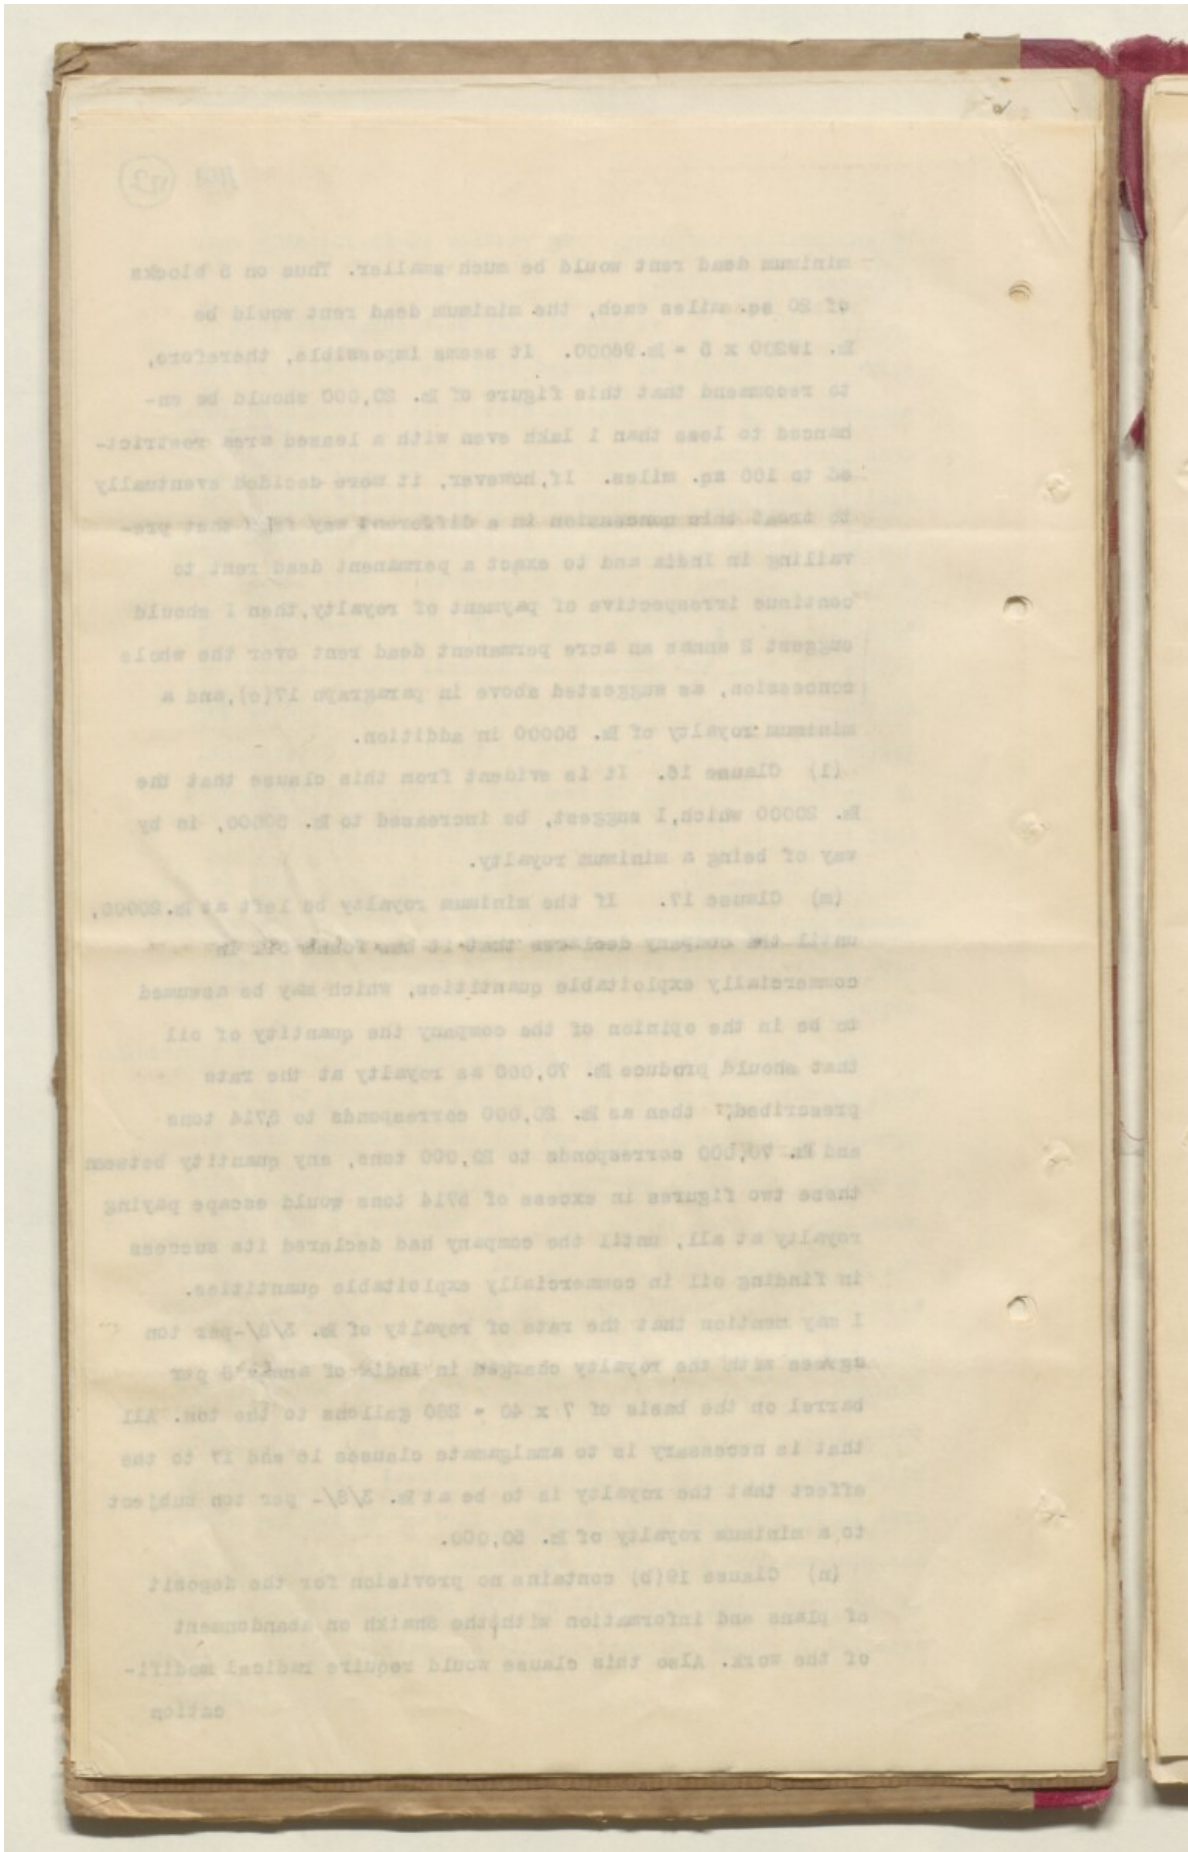 minimum dead rent would be much smaller. Thus on 5 blocks
of 20 sq. miles each, the minimum dead rent would be
Rs. 19200 x 5 = Rs. 96000. It seems impossible, therefore,
to recommend that this figure of Rs. 20,000 should be en-
hanced to less than 1 lakh even with a leased area restrict-
ed to 100 sq. miles. If, however, it were decided eventually
to treat this concession in a different way that pre-
vailing in India and to exact a permanent dead rent to
continue irrespective of payment of royalty, then I should
suggest 2 annas an acre permanent dead rent over the whole
concession, as suggested above in paragraph 17(c), and a
minimum royalty of Rs. 50000 in addition.
(l) Clause 16. It is evident from this clause that the
Rs. 20000 which, I suggest, be increased to Rs. 50000, is by
way of being a minimum royalty.
(m) Clause 17. If the minimum royalty be left at Rs. 20000,
until the company declares that it has found oil in
commercially exploitable quantities, which may be assumed
to be in the opinion of the company the quantity of oil
that should produce Rs. 70,000 as royalty at the rate
prescribed, then as Rs. 20,000 corresponds to 5714 tons
and Rs. 70,000 corresponds to 20,000 tons, any quantity between
these two figures in excess of 5714 tons would escape paying
royalty at all, until the company had declared its success
in finding oil in commercially exploitable quantities.
I may mention that the rate of royalty of Rs. 3/8/-per ton
agrees with the royalty charged in India of annas 8 per
barrel on the basis of 7 x 40 = 280 gallons to the ton. All
that is necessary is to amalgamate clauses 16 and 17 to the
effect that the royalty is to be at Rs. 3/8/- per ton subject
to a minimum royalty of Rs. 50,000.
(n) Clause 19(b) contains no provision for the deposit
of plans and information with the Shaikh on abandonment
of the work. Also this clause would require radical modifi-
cation